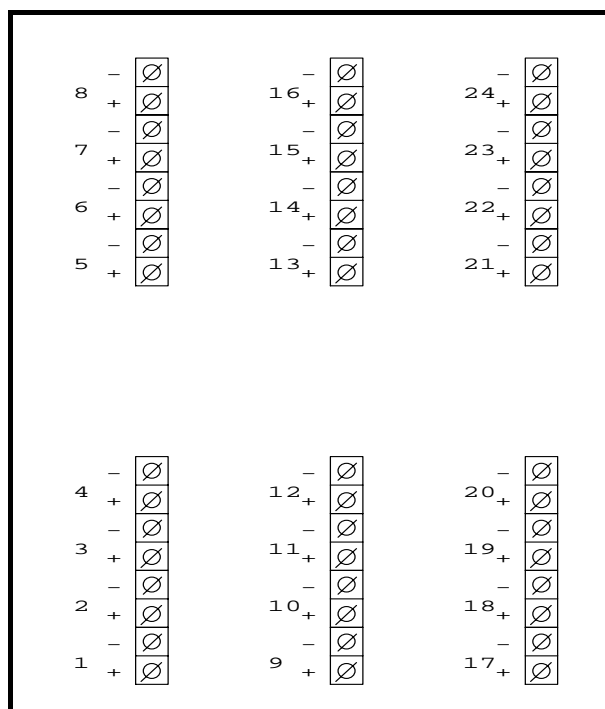 − − −
8 + 16 + 24 +
− − −
7 + 15 + 23 +
− − −
6 + 14 + 22 +
− − −
5 + 13 + 21 +
− − −
4 + 12 + 20 +
− − −
3 + 11 + 19 +
− − −
2 + 10 + 18 +
− − −
1 + 9 + 17 +